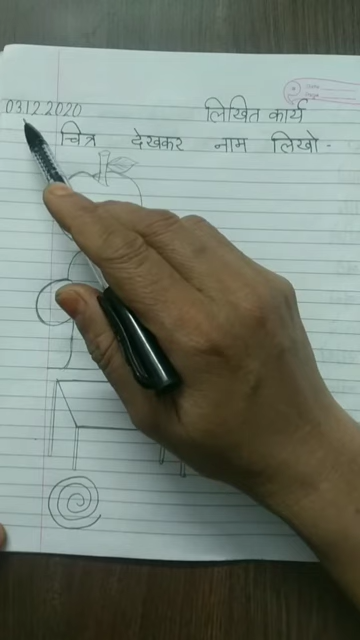 03.12.2020 लिखित कार्य
चित्र देखकर नाम लिखो -